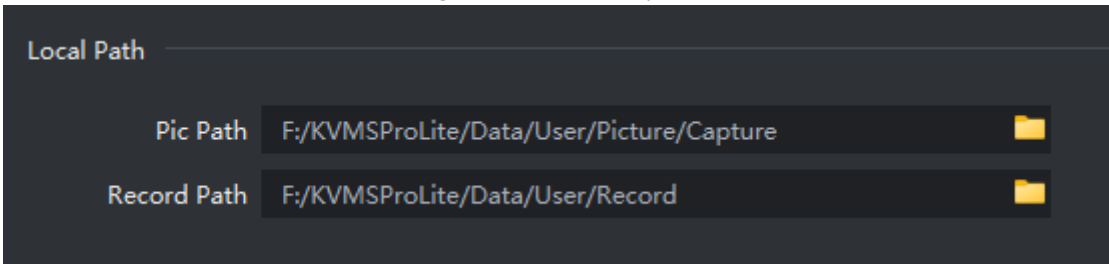 Local Path
Pic Path F:/KVMSProLite/Data/User/Picture/Capture
Record Path F:/KVMSProLite/Data/User/Record